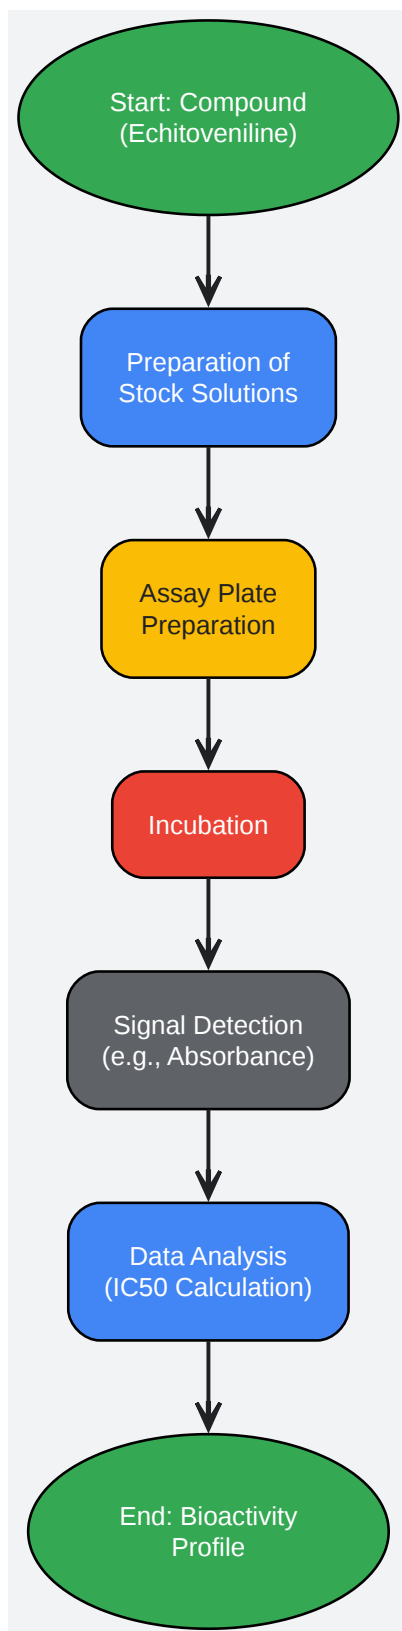 Start: Compound
(Echitoveniline)
Preparation of
Stock Solutions
Assay Plate
Preparation
Incubation
Signal Detection
(e.g., Absorbance)
Data Analysis
(IC50 Calculation)
End: Bioactivity
Profile